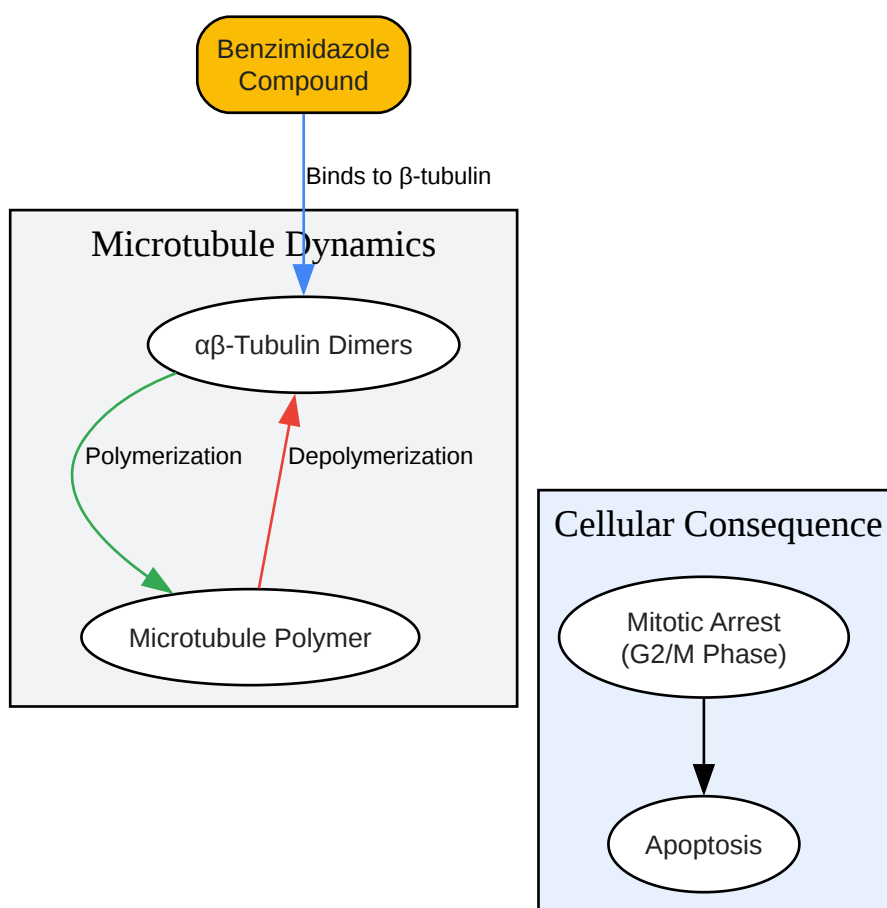 Benzimidazole
Compound
Binds to β-tubulin
Microtubule Dynamics
αβ-Tubulin Dimers
Polymerization
Depolymerization
Microtubule Polymer
Cellular Consequence
Mitotic Arrest
(G2/M Phase)
Apoptosis